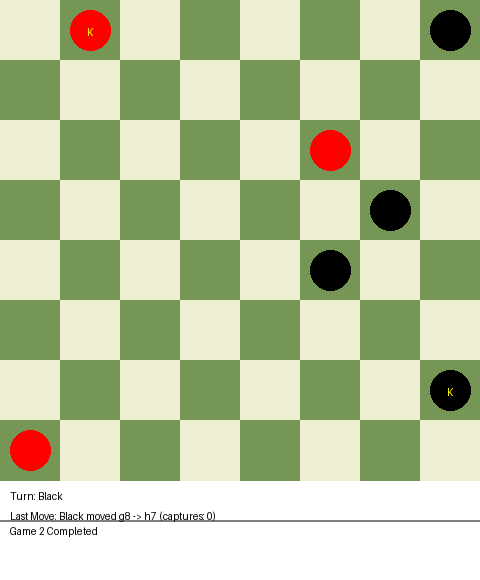 K
K
Turn: Black
Last Move: Black moved g8 -> h7 (captures: 0)
Game 2 Completed